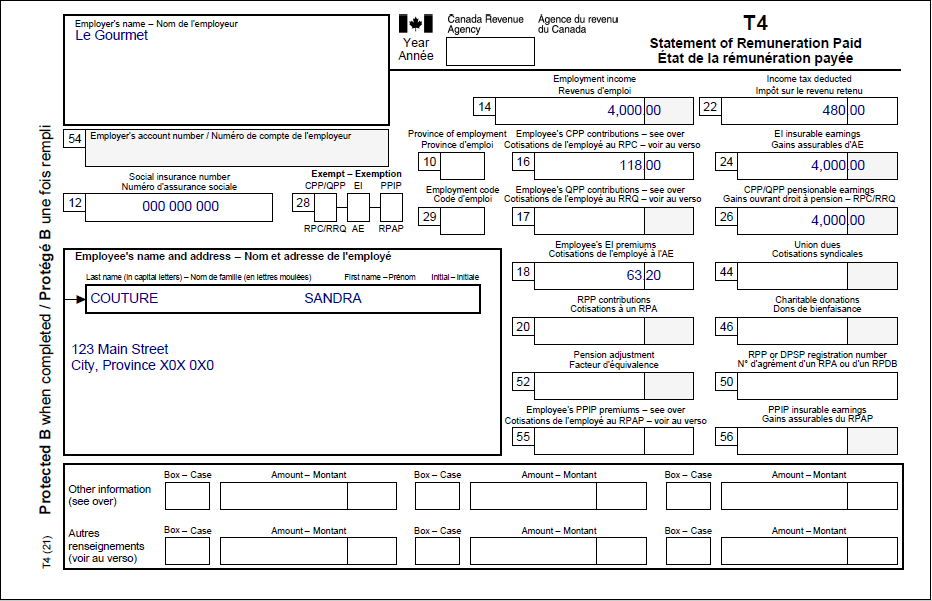 Employer's name – Nom de l'employeur
Le Gourmet
Canada Revenue Agency
Agence du revenu du Canada
Year
Année
T4
Statement of Remuneration Paid
État de la rémunération payée
Employment income
Revenus d'emploi
14 4,000 00
Income tax deducted
Impôt sur le revenu retenu
22 480 00
54 Employer's account number / Numéro de compte de l'employeur
Province of employment
Province d'emploi
10
Employee's CPP contributions – see over
Cotisations de l'employé au RPC – voir au verso
16 118 00
EI insurable earnings
Gains assurables d'AE
24 4,000 00
Social insurance number
Numéro d'assurance sociale
12 000 000 000
Exempt – Exemption
CPP/QPP EI PPIP
28
RPC/RRQ AE RPAP
Employment code
Code d'emploi
29
Employee's QPP contributions – see over
Cotisations de l'employé au RRQ – voir au verso
17
CPP/QPP pensionable earnings
Gains ouvrant droit à pension – RPC/RRQ
26 4,000 00
Employee's name and address – Nom et adresse de l'employé
Last name (in capital letters) – Nom de famille (en lettres moulées) First name – Prénom Initial – Initiale
COUTURE SANDRA
123 Main Street
City, Province X0X 0X0
Employee's EI premiums
Cotisations de l'employé à l'AE
18 63 20
Union dues
Cotisations syndicales
44
RPP contributions
Cotisations à un RPA
20
Charitable donations
Dons de bienfaisance
46
Pension adjustment
Facteur d'équivalence
52
RPP or DPSP registration number
N° d'agrément d'un RPA ou d'un RPDB
50
Employee's PPIP premiums – see over
Cotisations de l'employé au RPAP – voir au verso
55
PPIP insurable earnings
Gains assurables du RPAP
56
Box – Case Amount – Montant Box – Case Amount – Montant Box – Case Amount – Montant
Other information
(see over)
Box – Case Amount – Montant Box – Case Amount – Montant Box – Case Amount – Montant
Autres
renseignements
(voir au verso)
Protected B when completed / Protégé B une fois rempli
T4 (21)